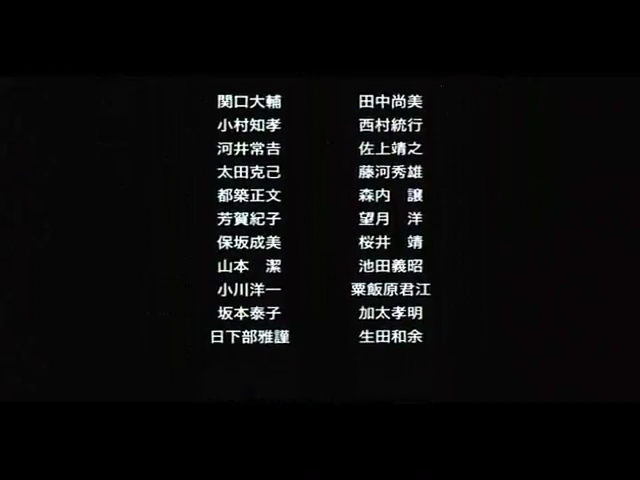 関口大輔　田中尚美
小村知孝　西村統行
河井常吉　佐上靖之
太田克己　藤河秀雄
都築正文　森内　譲
芳賀紀子　望月　洋
保坂成美　桜井　靖
山本　潔　池田義昭
小川洋一　粟飯原君江
坂本泰子　加太孝明
日下部雅謹　生田和余